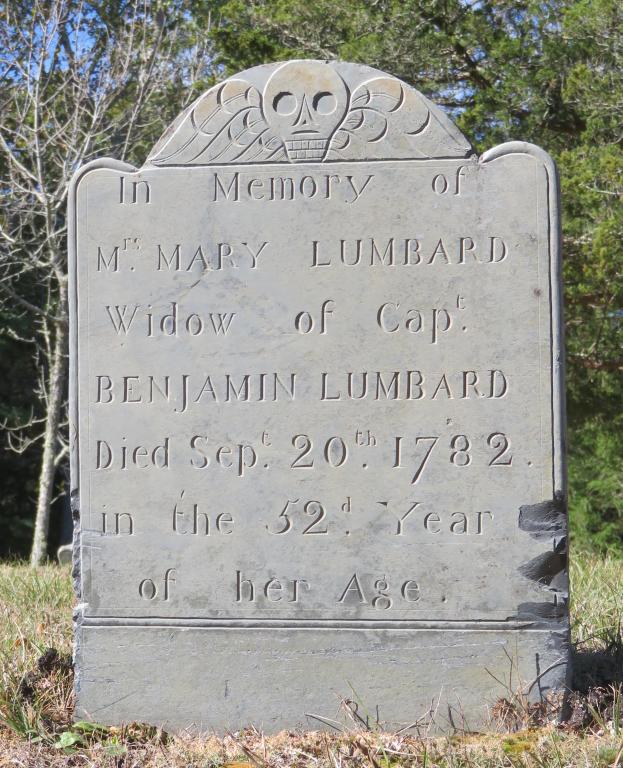 In Memory of
Mrs. MARY LUMBARD
Widow of Capt.
BENJAMIN LUMBARD
Died Sept. 20th. 1782.
in the 52d. Year
of her Age.